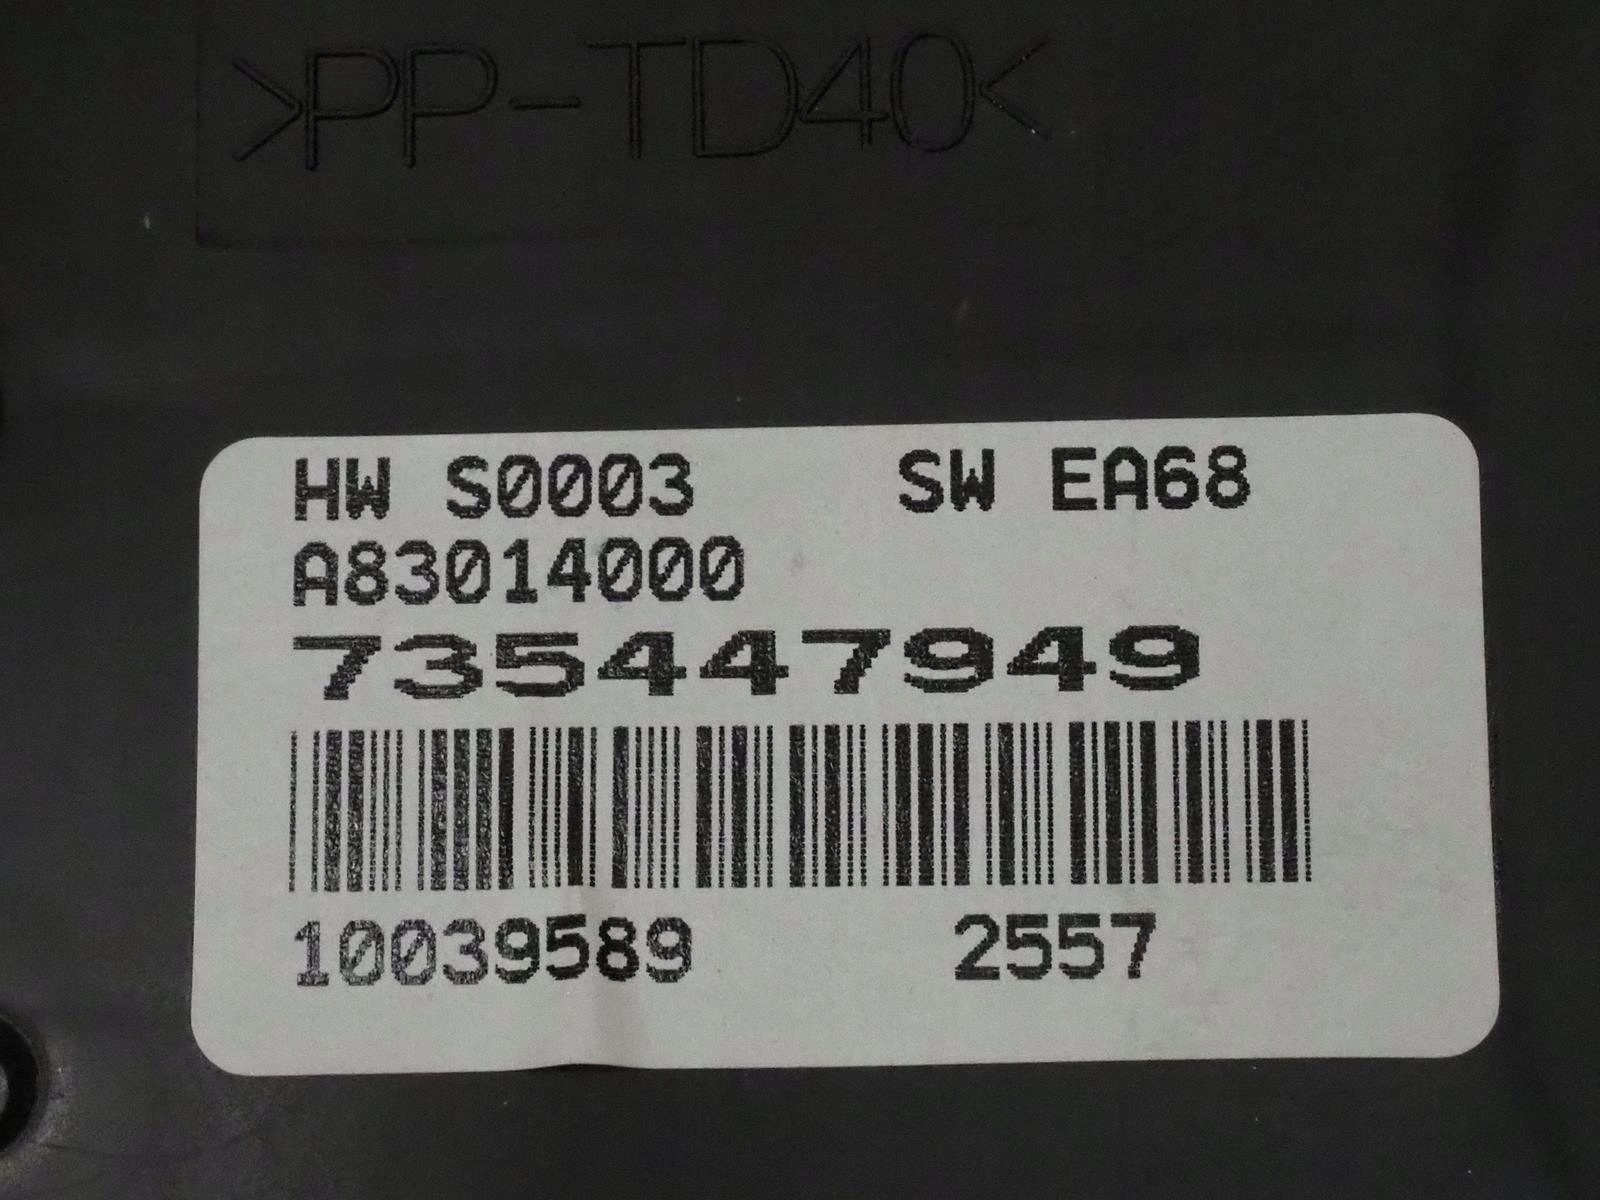 >PP-TD40<
HW S0003 SW EA68
A83014000
735447949
10039589 2557